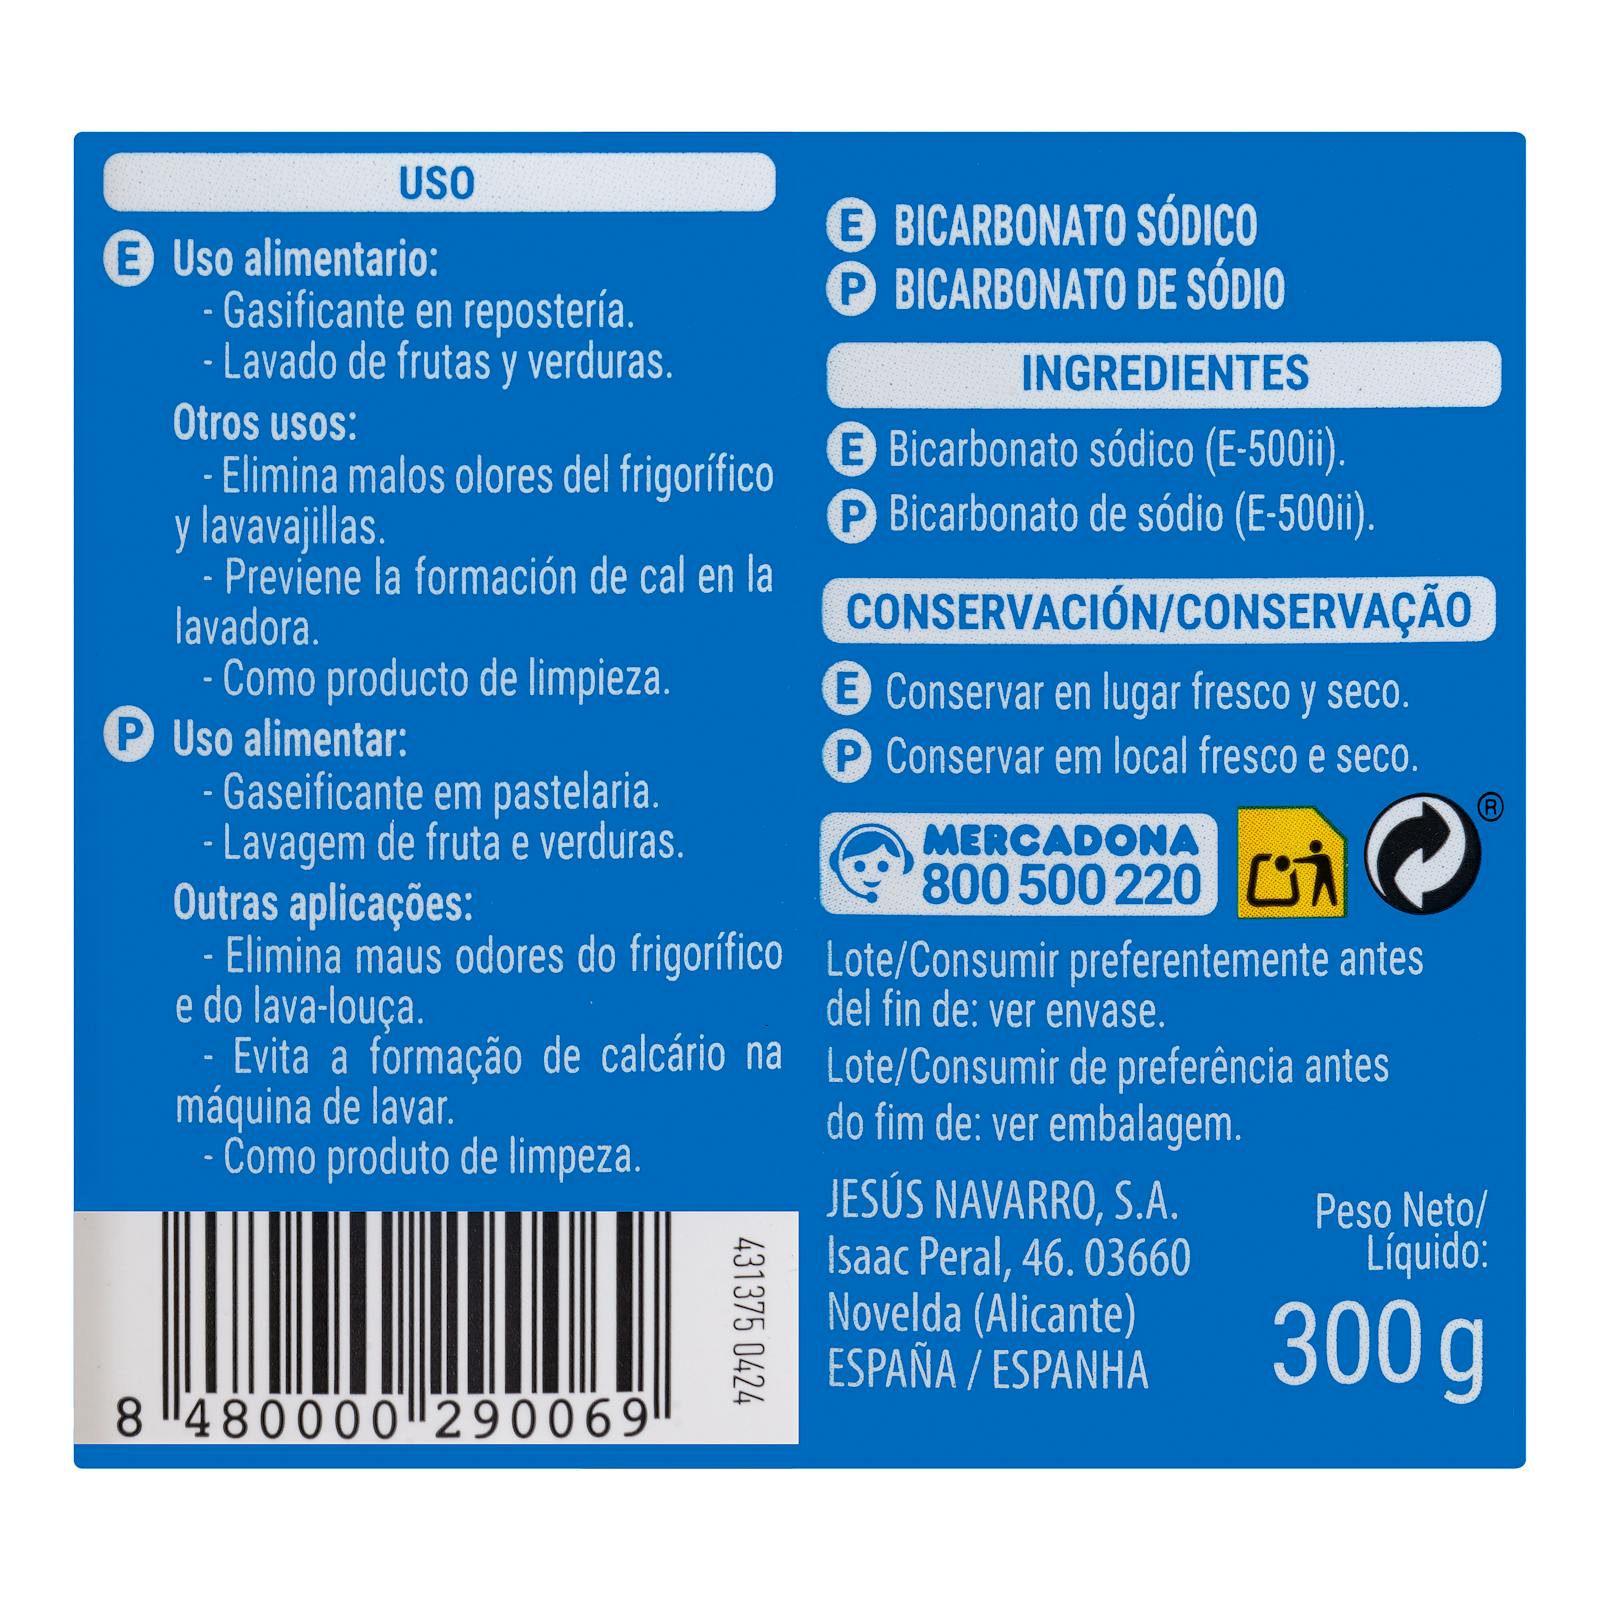 USO
E Uso alimentario:
- Gasificante en repostería.
- Lavado de frutas y verduras.
Otros usos:
- Elimina malos olores del frigorífico
y lavavajillas.
- Previene la formación de cal en la
lavadora.
- Como producto de limpieza.
P Uso alimentar:
- Gaseificante em pastelaria.
- Lavagem de fruta e verduras.
Outras aplicações:
- Elimina maus odores do frigorífico
e do lava-louça.
- Evita a formação de calcário na
máquina de lavar.
- Como produto de limpeza.
8 480000 290069
431375 0424
E BICARBONATO SÓDICO
P BICARBONATO DE SÓDIO
INGREDIENTES
E Bicarbonato sódico (E-500ii).
P Bicarbonato de sódio (E-500ii).
CONSERVACIÓN/CONSERVAÇÃO
E Conservar en lugar fresco y seco.
P Conservar em local fresco e seco.
MERCADONA
800 500 220
®
Lote/Consumir preferentemente antes
del fin de: ver envase.
Lote/Consumir de preferência antes
do fim de: ver embalagem.
JESÚS NAVARRO, S.A.
Isaac Peral, 46. 03660
Novelda (Alicante)
ESPAÑA / ESPANHA
Peso Neto/
Líquido:
300 g